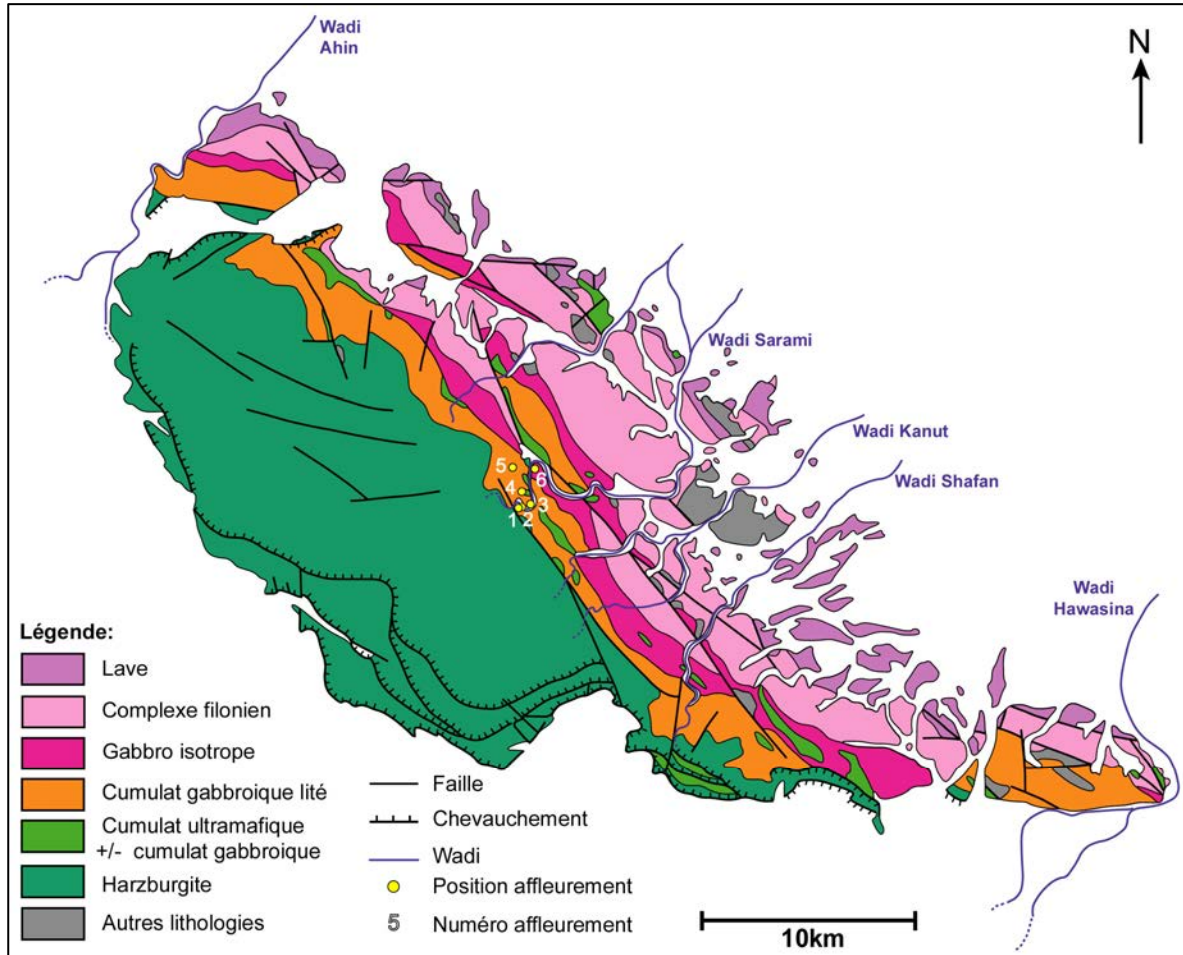 Wadi
Ahin
N
Wadi Sarami
Wadi Kanut
Wadi Shafan
Wadi
Hawasina
5
6
4
3
1
2
Légende:
Lave
Complexe filonien
Gabbro isotrope
Cumulat gabbroique lité
Cumulat ultramafique
+/- cumulat gabbroique
Harzburgite
Autres lithologies
Faille
Chevauchement
Wadi
Position affleurement
5 Numéro affleurement
10km